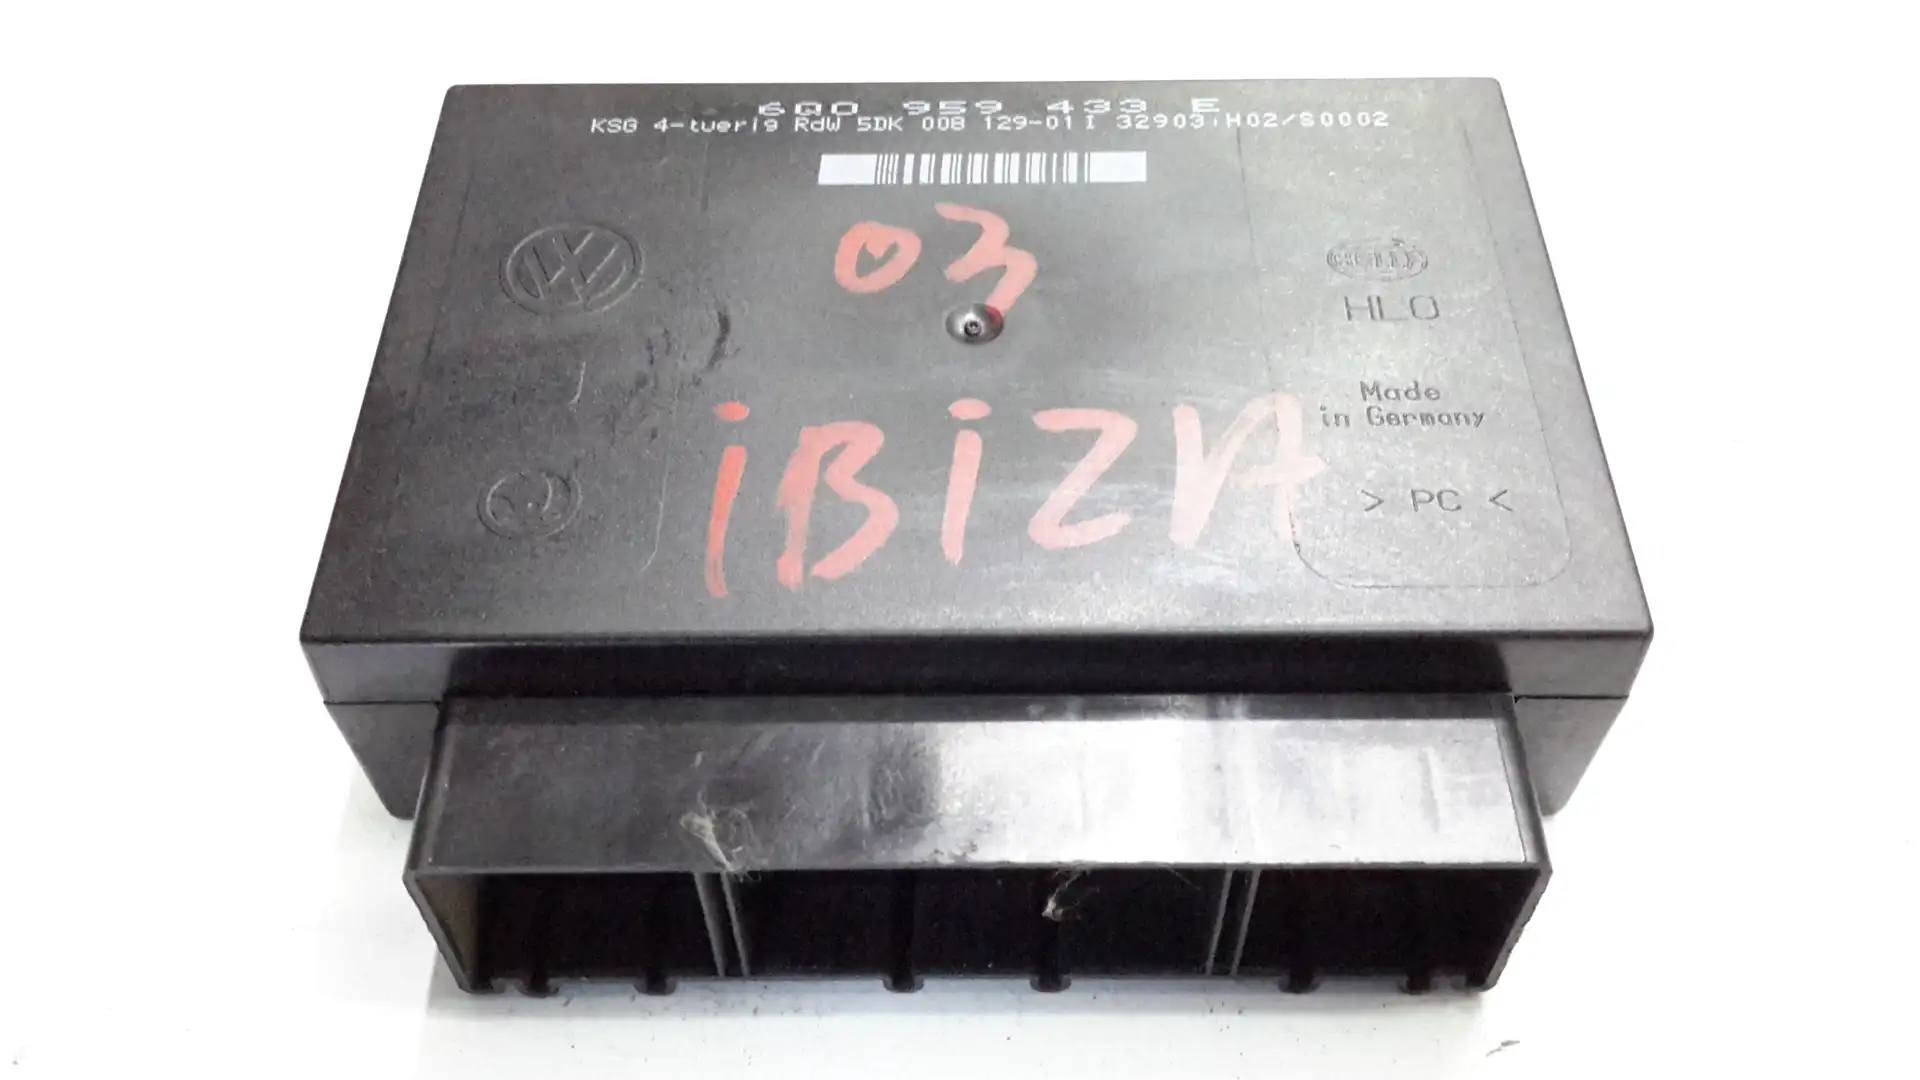 6Q0 959 433 E
KSG 4-tuerig RdW 5DK 008 129-01 I 32903, H02/S0002
03
HELLA
HLO
iBiZA
Made
in Germany
> PC <